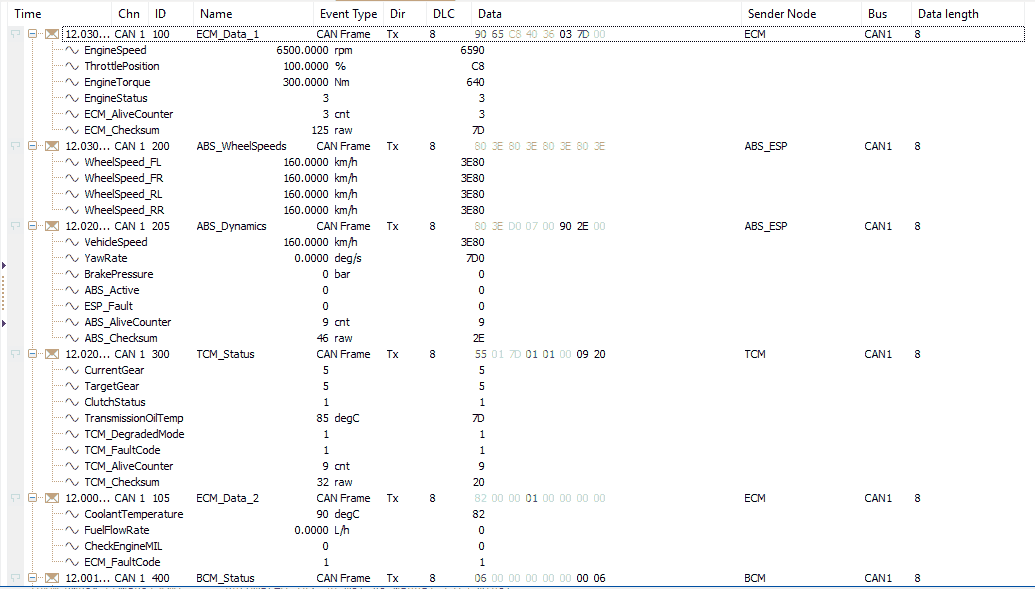 Time Chn ID Name Event Type Dir DLC Data Sender Node Bus Data length
12.030... CAN 1 100 ECM_Data_1 CAN Frame Tx 8 90 65 C8 40 36 03 7D 00 ECM CAN1 8
EngineSpeed 6500.0000 rpm 6590
ThrottlePosition 100.0000 % C8
EngineTorque 300.0000 Nm 640
EngineStatus 3 3
ECM_AliveCounter 3 cnt 3
ECM_Checksum 125 raw 7D
12.030... CAN 1 200 ABS_WheelSpeeds CAN Frame Tx 8 80 3E 80 3E 80 3E 80 3E ABS_ESP CAN1 8
WheelSpeed_FL 160.0000 km/h 3E80
WheelSpeed_FR 160.0000 km/h 3E80
WheelSpeed_RL 160.0000 km/h 3E80
WheelSpeed_RR 160.0000 km/h 3E80
12.020... CAN 1 205 ABS_Dynamics CAN Frame Tx 8 80 3E D0 07 00 90 2E 00 ABS_ESP CAN1 8
VehicleSpeed 160.0000 km/h 3E80
YawRate 0.0000 deg/s 7D0
BrakePressure 0 bar 0
ABS_Active 0 0
ESP_Fault 0 0
ABS_AliveCounter 9 cnt 9
ABS_Checksum 46 raw 2E
12.020... CAN 1 300 TCM_Status CAN Frame Tx 8 55 01 7D 01 01 00 09 20 TCM CAN1 8
CurrentGear 5 5
TargetGear 5 5
ClutchStatus 1 1
TransmissionOilTemp 85 degC 7D
TCM_DegradedMode 1 1
TCM_FaultCode 1 1
TCM_AliveCounter 9 cnt 9
TCM_Checksum 32 raw 20
12.000... CAN 1 105 ECM_Data_2 CAN Frame Tx 8 82 00 00 01 00 00 00 00 ECM CAN1 8
CoolantTemperature 90 degC 82
FuelFlowRate 0.0000 L/h 0
CheckEngineMIL 0 0
ECM_FaultCode 1 1
12.001... CAN 1 400 BCM_Status CAN Frame Tx 8 06 00 00 00 00 00 00 06 BCM CAN1 8